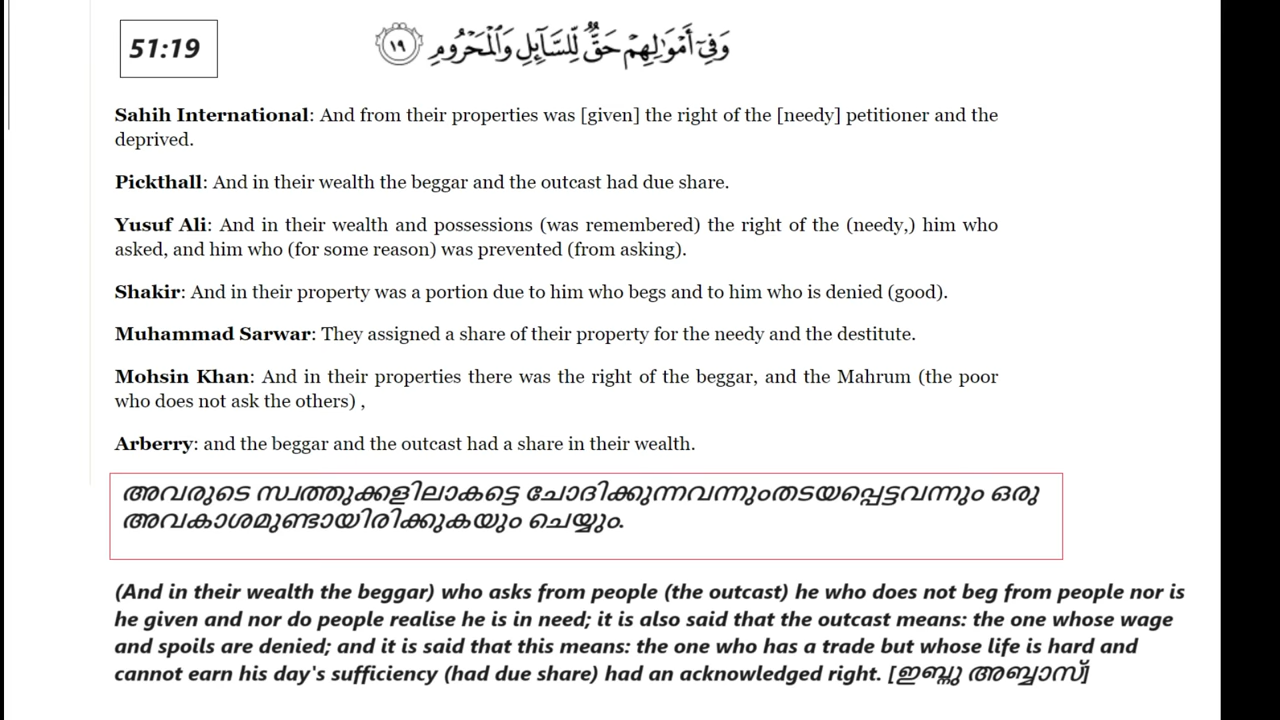 51:19
وَفِىٓ أَمْوَٰلِهِمْ حَقٌّ لِّلسَّآئِلِ وَٱلْمَحْرُومِ ١٩
Sahih International: And from their properties was [given] the right of the [needy] petitioner and the
deprived.
Pickthall: And in their wealth the beggar and the outcast had due share.
Yusuf Ali: And in their wealth and possessions (was remembered) the right of the (needy,) him who
asked, and him who (for some reason) was prevented (from asking).
Shakir: And in their property was a portion due to him who begs and to him who is denied (good).
Muhammad Sarwar: They assigned a share of their property for the needy and the destitute.
Mohsin Khan: And in their properties there was the right of the beggar, and the Mahrum (the poor
who does not ask the others) ,
Arberry: and the beggar and the outcast had a share in their wealth.
അവരുടെ സ്വത്തുക്കളിലാകട്ടെ ചോദിക്കുന്നവന്നുംതടയപ്പെട്ടവന്നും ഒരു
അവകാശമുണ്ടായിരിക്കുകയും ചെയ്യും.
(And in their wealth the beggar) who asks from people (the outcast) he who does not beg from people nor is
he given and nor do people realise he is in need; it is also said that the outcast means: the one whose wage
and spoils are denied; and it is said that this means: the one who has a trade but whose life is hard and
cannot earn his day's sufficiency (had due share) had an acknowledged right. [ഇബ്നു അബ്ബാസ്]